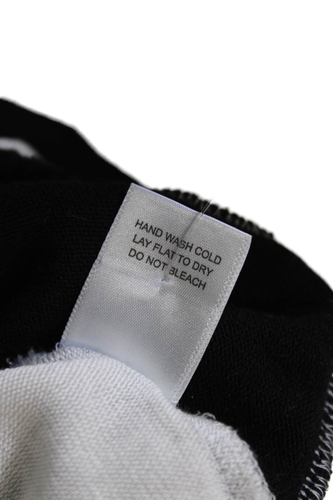 HAND WASH COLD
LAY FLAT TO DRY
DO NOT BLEACH